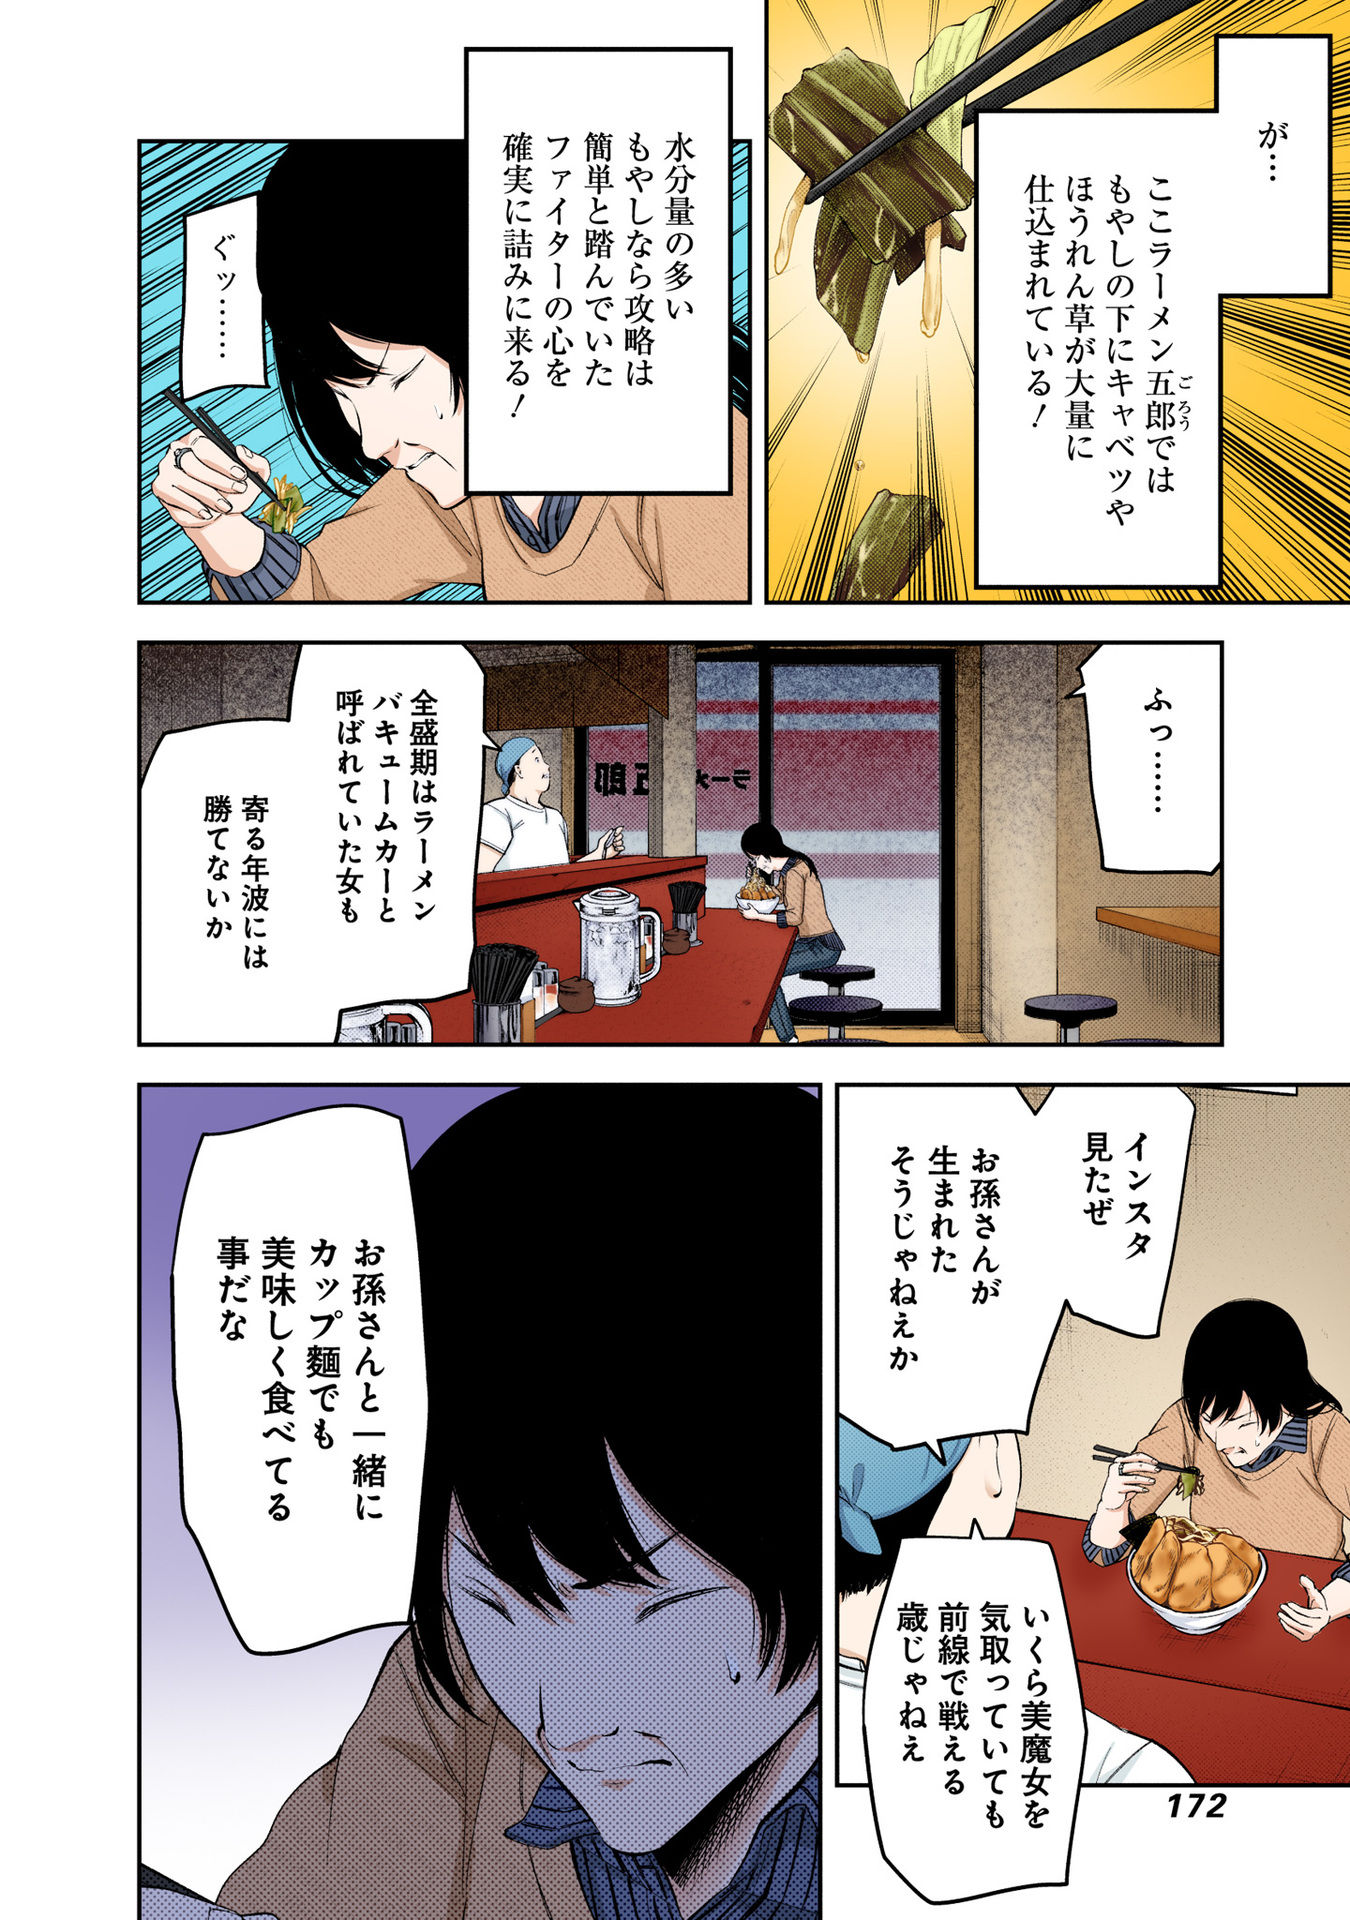 が…
ここラーメン五郎では
ごろう
もやしの下にキャベツや
ほうれん草が大量に
仕込まれている！
水分量の多い
もやしなら攻略は
簡単と踏んでいた
ファイターの心を
確実に詰みに来る！
ぐッ……
ふっ……
全盛期はラーメン
バキュームカーと
呼ばれていた女も
寄る年波には
勝てないか
インスタ
見たぜ
お孫さんが
生まれた
そうじゃねえか
いくら美魔女を
気取っていても
前線で戦える
歳じゃねえ
お孫さんと一緒に
カップ麺でも
美味しく食べてる
事だな
172